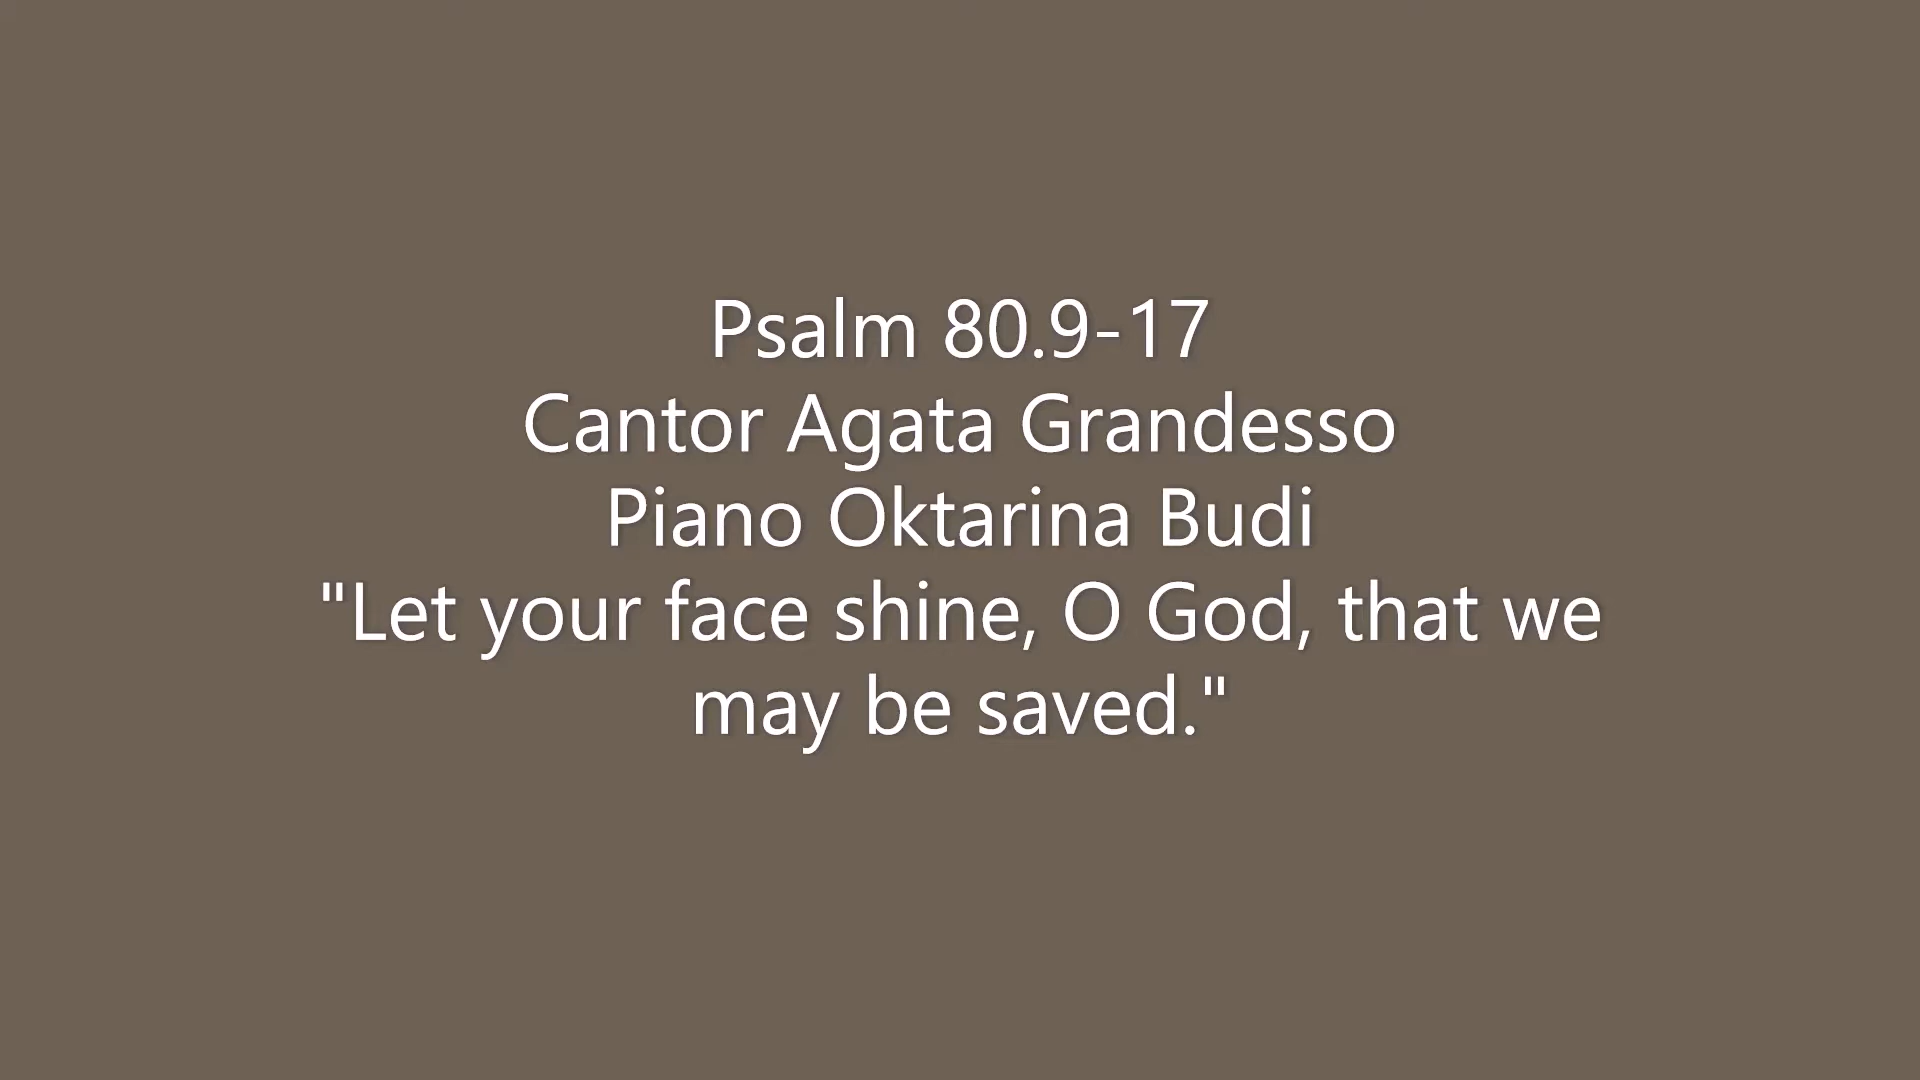 Psalm 80.9-17
Cantor Agata Grandesso
Piano Oktarina Budi
"Let your face shine, O God, that we
may be saved."